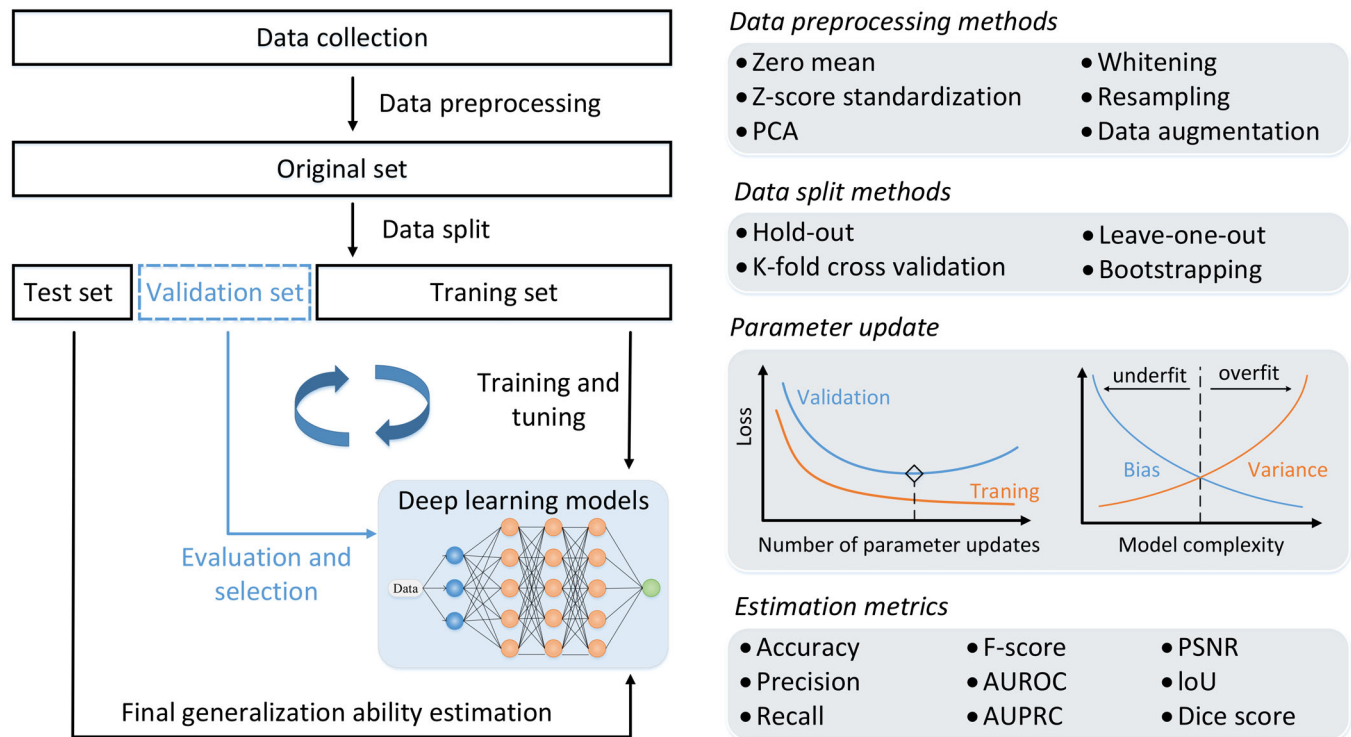 Data collection
Data preprocessing
Original set
Data split
Test set
Validation set
Traning set
Training and
tuning
Deep learning models
Data
Evaluation and
selection
Final generalization ability estimation
Data preprocessing methods
• Zero mean
• Whitening
• Z-score standardization
• Resampling
• PCA
• Data augmentation
Data split methods
• Hold-out
• Leave-one-out
• K-fold cross validation
• Bootstrapping
Parameter update
Loss
Validation
Traning
Number of parameter updates
underfit
overfit
Bias
Variance
Model complexity
Estimation metrics
• Accuracy
• F-score
• PSNR
• Precision
• AUROC
• IoU
• Recall
• AUPRC
• Dice score